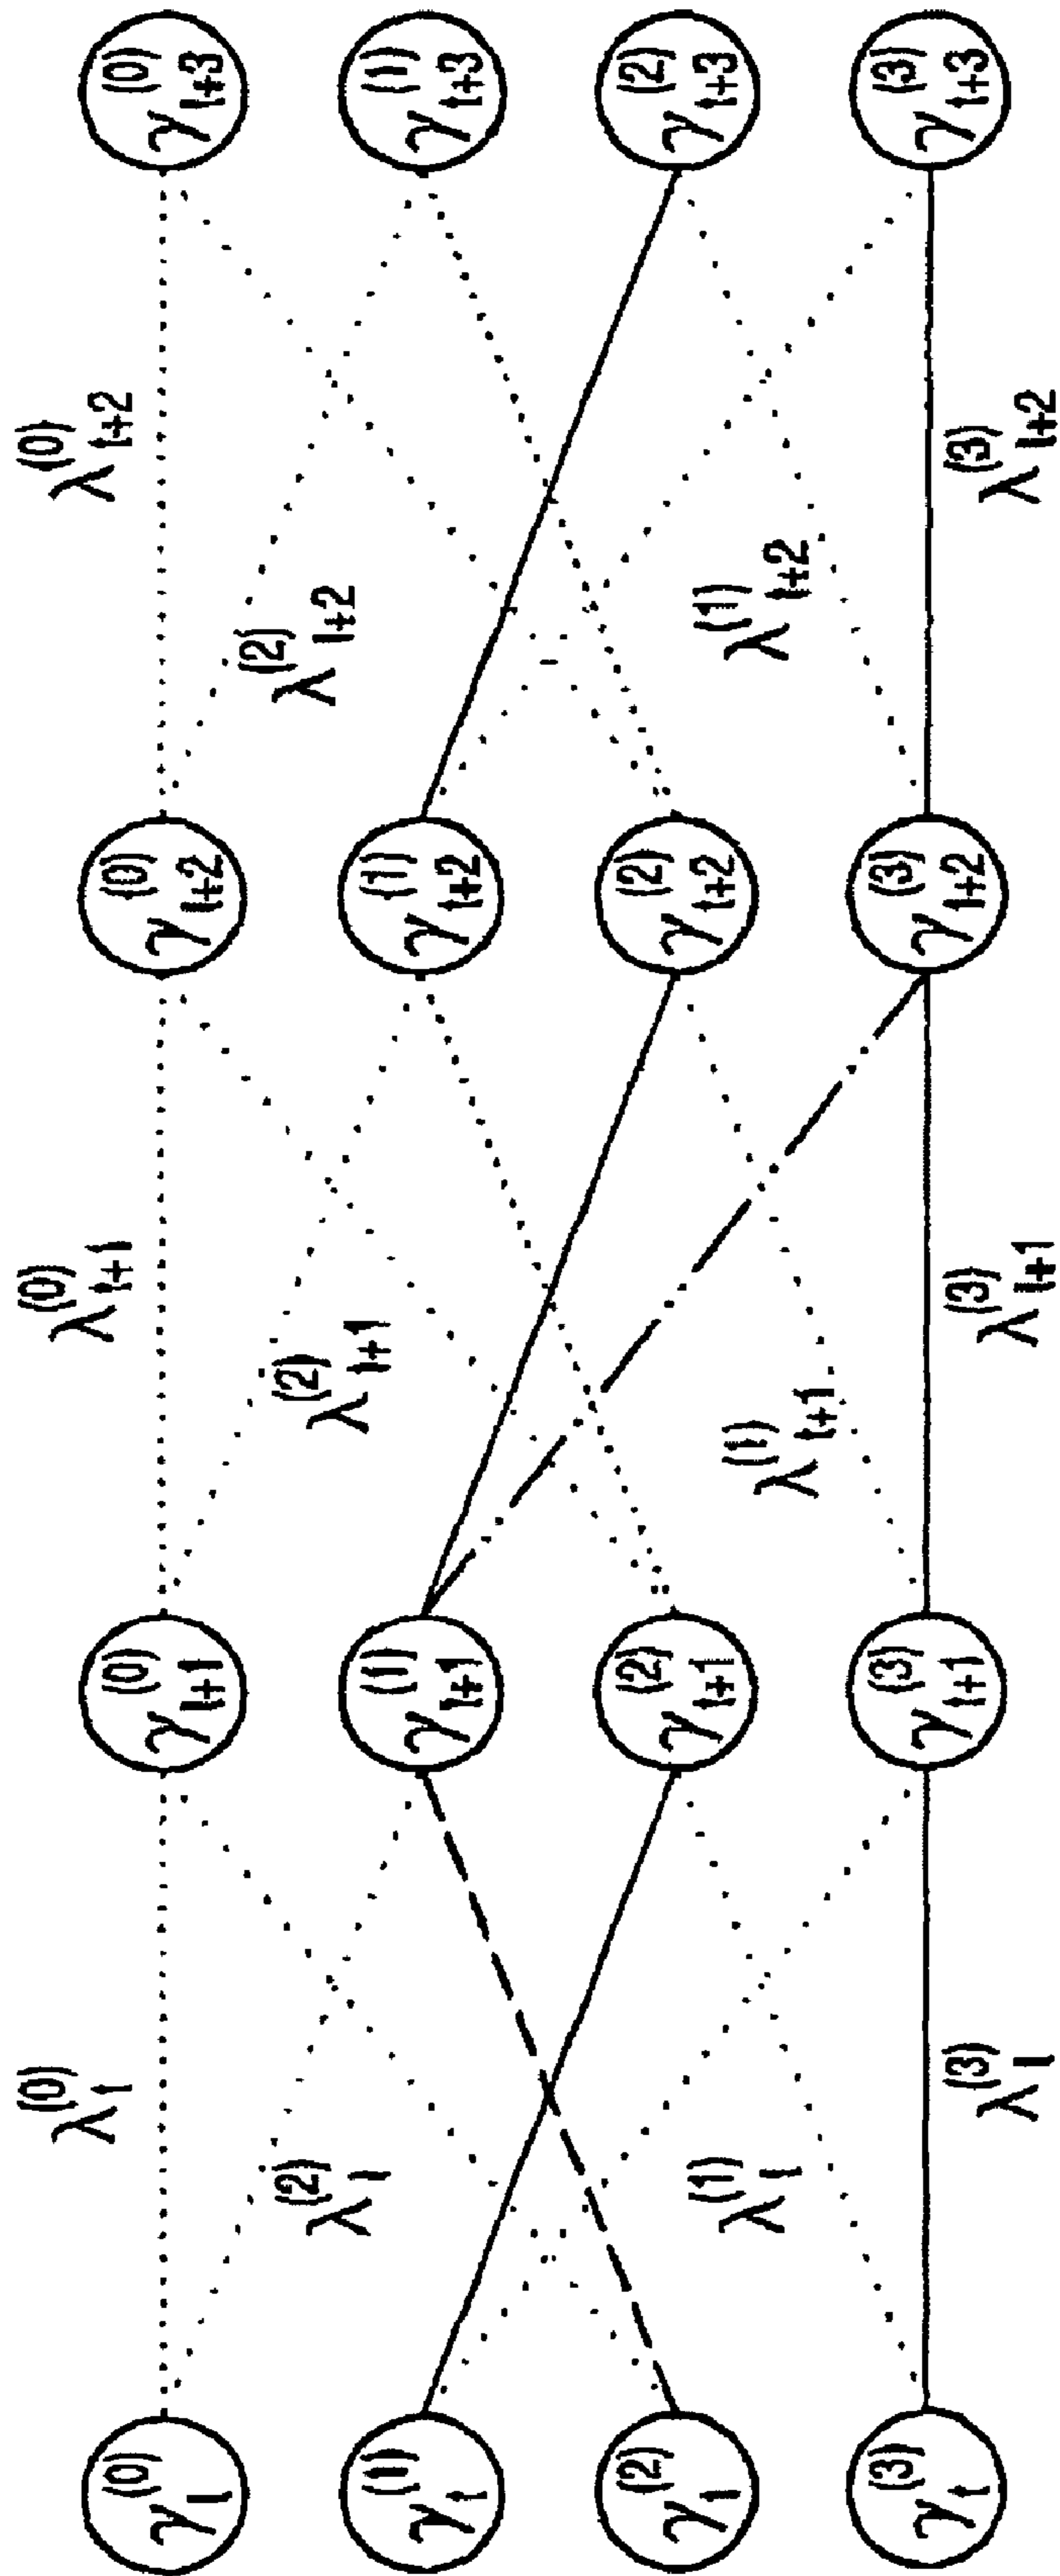 λ_t^(0) λ_{t+1}^(0) λ_{t+2}^(0)
γ_t^(0) γ_{t+1}^(0) γ_{t+2}^(0) γ_{t+3}^(0)
λ_t^(2) λ_{t+1}^(2) λ_{t+2}^(2)
γ_t^(1) γ_{t+1}^(1) γ_{t+2}^(1) γ_{t+3}^(1)
γ_t^(2) γ_{t+1}^(2) γ_{t+2}^(2) γ_{t+3}^(2)
λ_t^(1) λ_{t+1}^(1) λ_{t+2}^(1)
γ_t^(3) γ_{t+1}^(3) γ_{t+2}^(3) γ_{t+3}^(3)
λ_t^(3) λ_{t+1}^(3) λ_{t+2}^(3)